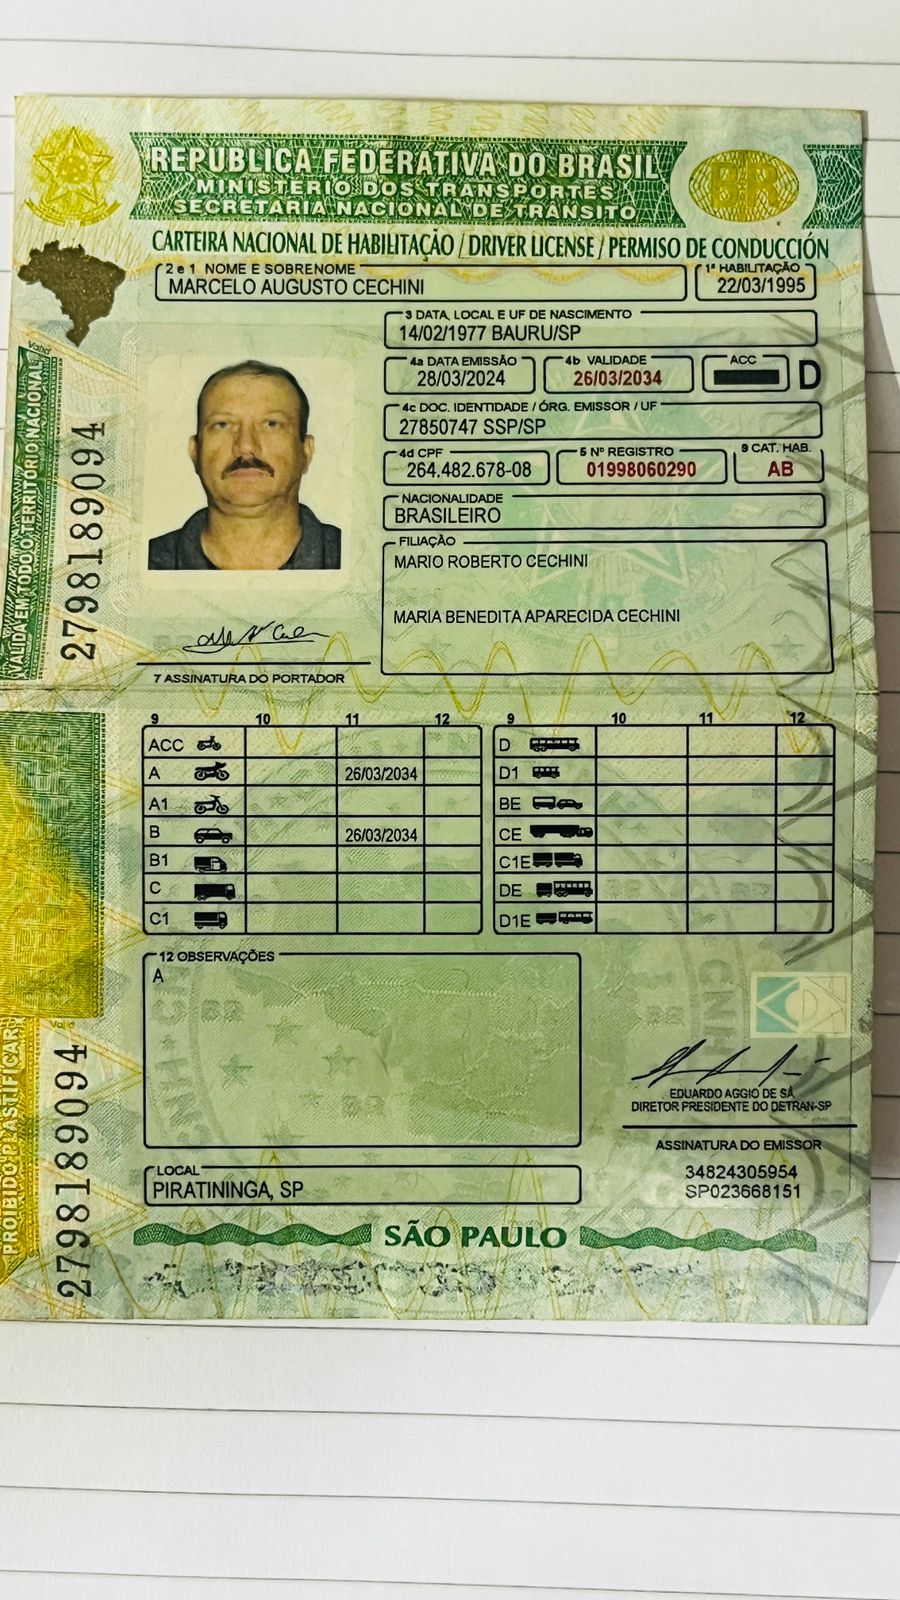 REPÚBLICA FEDERATIVA DO BRASIL
MINISTÉRIO DOS TRANSPORTES
SECRETARIA NACIONAL DE TRÂNSITO
BR
CARTEIRA NACIONAL DE HABILITAÇÃO / DRIVER LICENSE / PERMISO DE CONDUCCIÓN
2 e 1 NOME E SOBRENOME
MARCELO AUGUSTO CECHINI
1ª HABILITAÇÃO
22/03/1995
3 DATA, LOCAL E UF DE NASCIMENTO
14/02/1977 BAURU/SP
4a DATA EMISSÃO
28/03/2024
4b VALIDADE
26/03/2034
ACC
D
4c DOC. IDENTIDADE / ÓRG. EMISSOR / UF
27850747 SSP/SP
4d CPF
264.482.678-08
5 Nº REGISTRO
01998060290
9 CAT. HAB.
AB
NACIONALIDADE
BRASILEIRO
FILIAÇÃO
MARIO ROBERTO CECHINI
MARIA BENEDITA APARECIDA CECHINI
7 ASSINATURA DO PORTADOR
Valid
VÁLIDA EM TODO O TERRITÓRIO NACIONAL
2798189094
9 10 11 12 9 10 11 12
ACC D
A 26/03/2034 D1
A1 BE
B 26/03/2034 CE
B1 C1E
C DE
C1 D1E
12 OBSERVAÇÕES
A
EDUARDO AGGIO DE SÁ
DIRETOR PRESIDENTE DO DETRAN-SP
ASSINATURA DO EMISSOR
34824305954
SP023668151
LOCAL
PIRATININGA, SP
SÃO PAULO
Valid
PROIBIDO PLASTIFICAR
2798189094